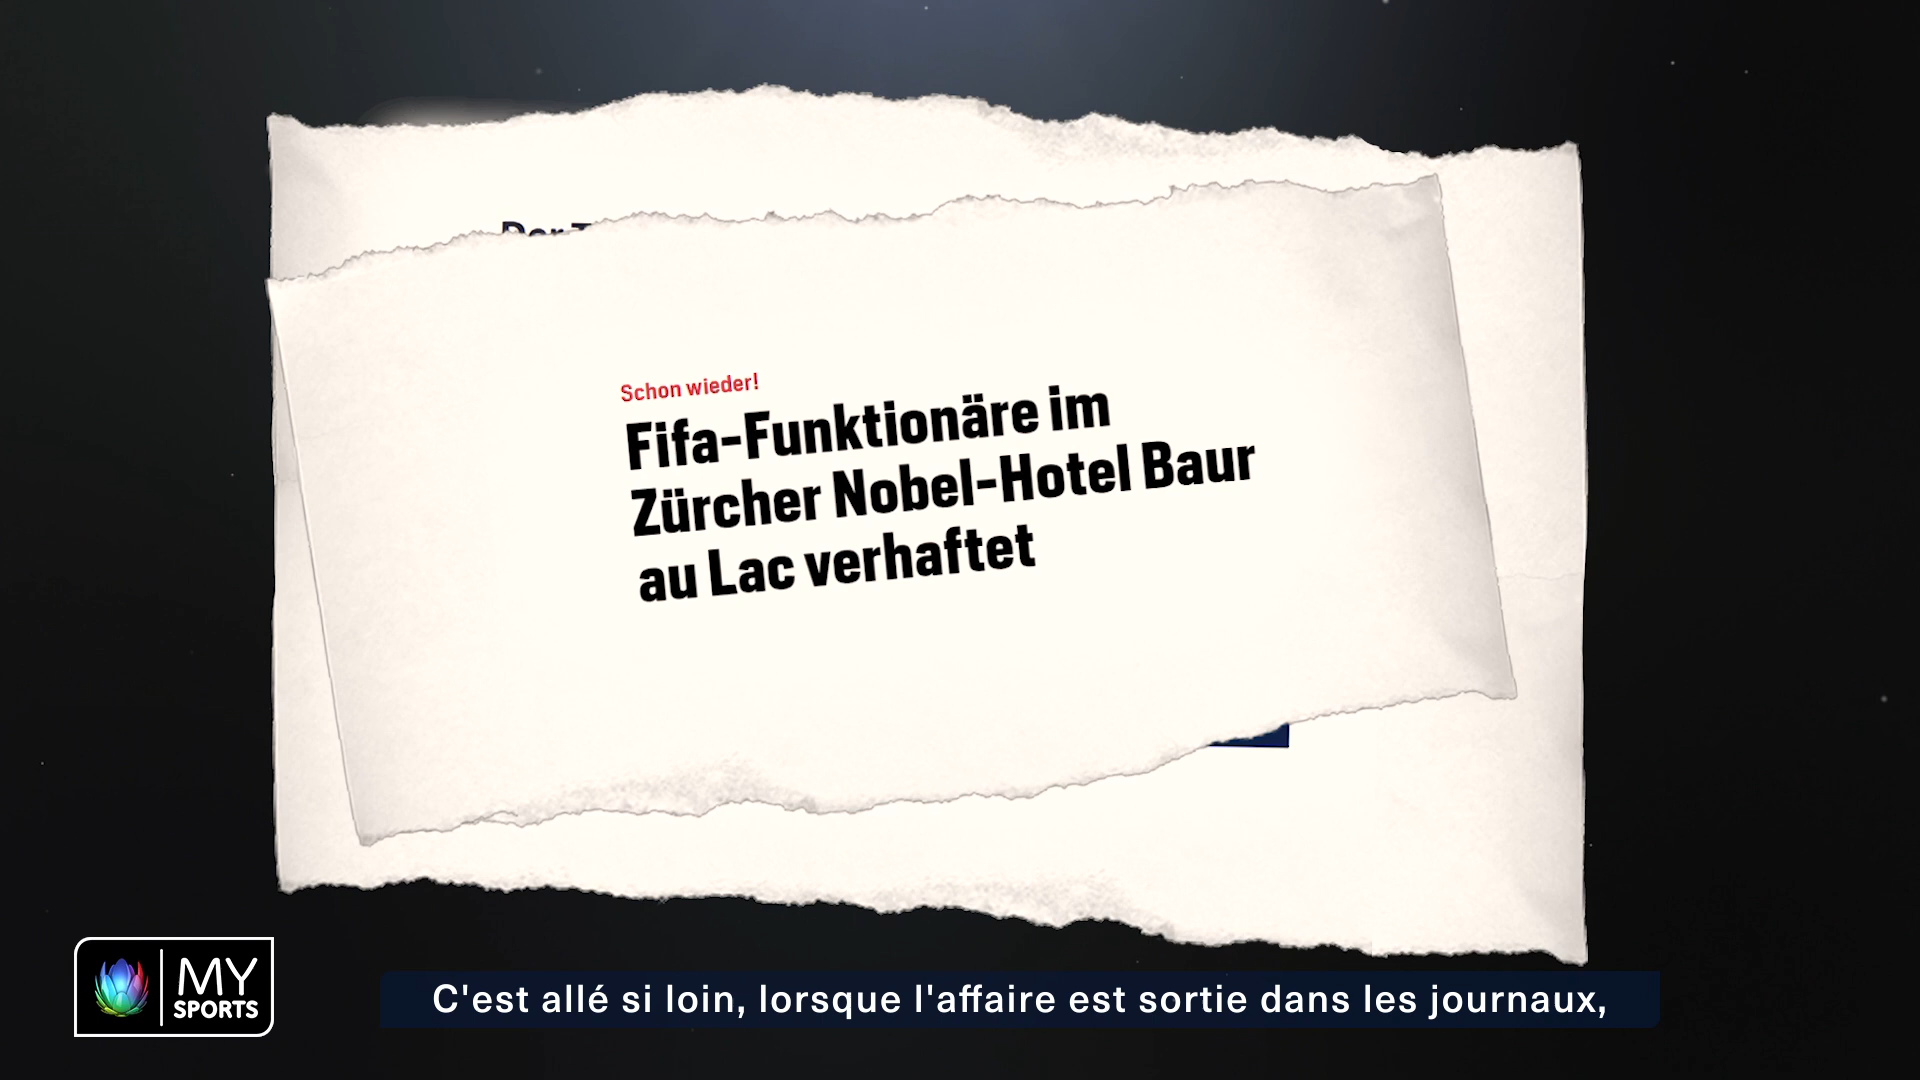 Schon wieder!
Fifa-Funktionäre im
Zürcher Nobel-Hotel Baur
au Lac verhaftet
MY
SPORTS
C'est allé si loin, lorsque l'affaire est sortie dans les journaux,